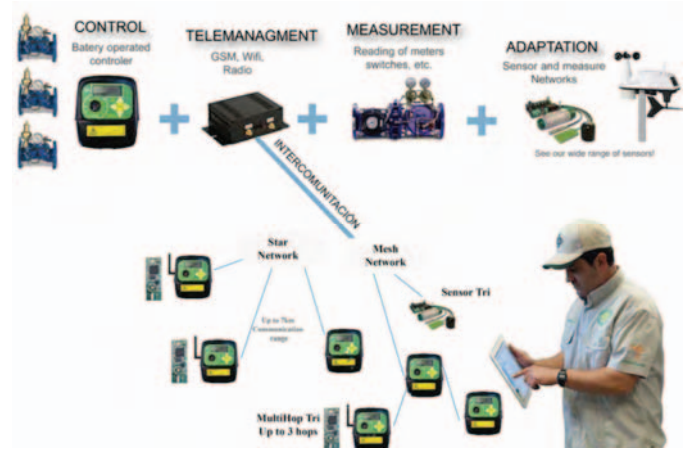 CONTROL
Batery operated
controler
TELEMANAGMENT
GSM, Wifi,
Radio
MEASUREMENT
Reading of meters
switches, etc.
ADAPTATION
Sensor and measure
Networks
See our wide range of sensors!
INTERCOMUNITACIÓN
Star
Network
Mesh
Network
Sensor Tri
Up to
Communication
range
MultiHop Tri
Up to 3 hops